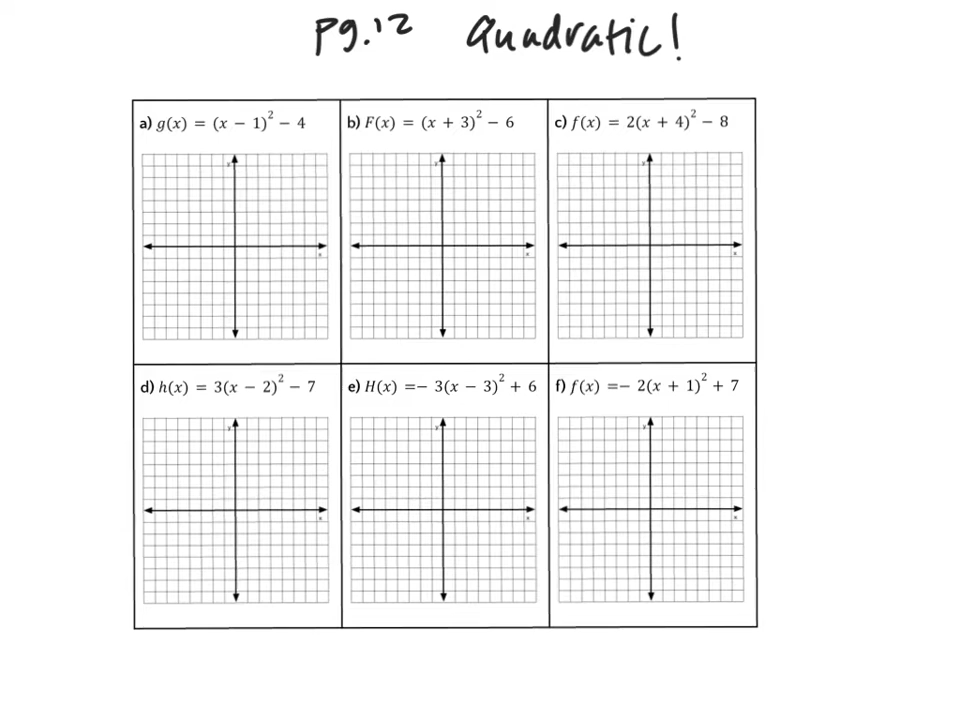 Pg.12 Quadratic!
a) g(x) = (x − 1)² − 4
b) F(x) = (x + 3)² − 6
c) f(x) = 2(x + 4)² − 8
y
x
y
x
y
x
d) h(x) = 3(x − 2)² − 7
e) H(x) =− 3(x − 3)² + 6
f) f(x) =− 2(x + 1)² + 7
y
x
y
x
y
x